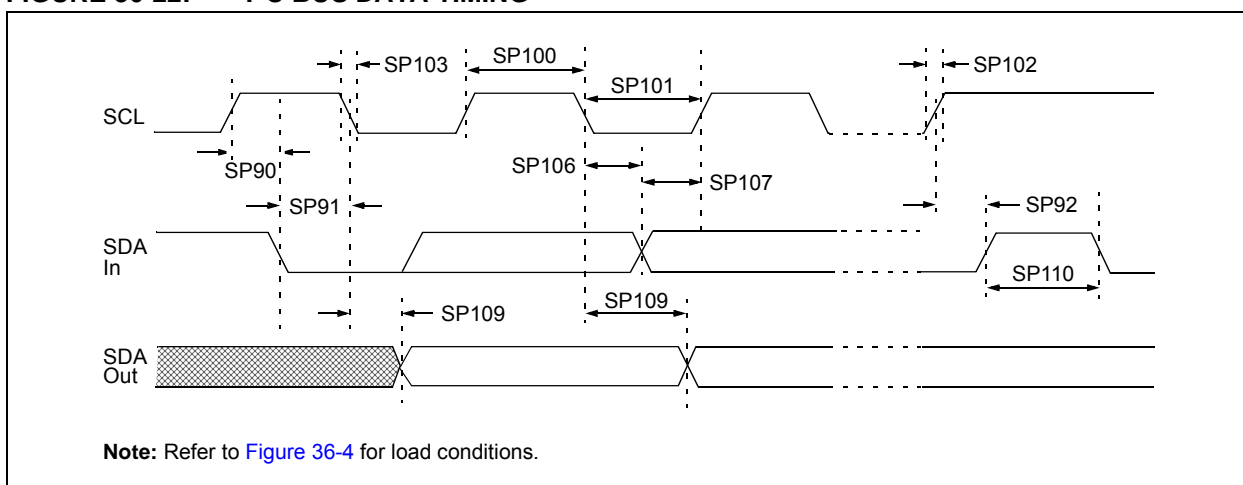 SP103
SP100
SP102
SP101
SCL
SP90
SP106
SP107
SP91
SP92
SDA
In
SP110
SP109
SP109
SDA
Out
Note: Refer to Figure 36-4 for load conditions.